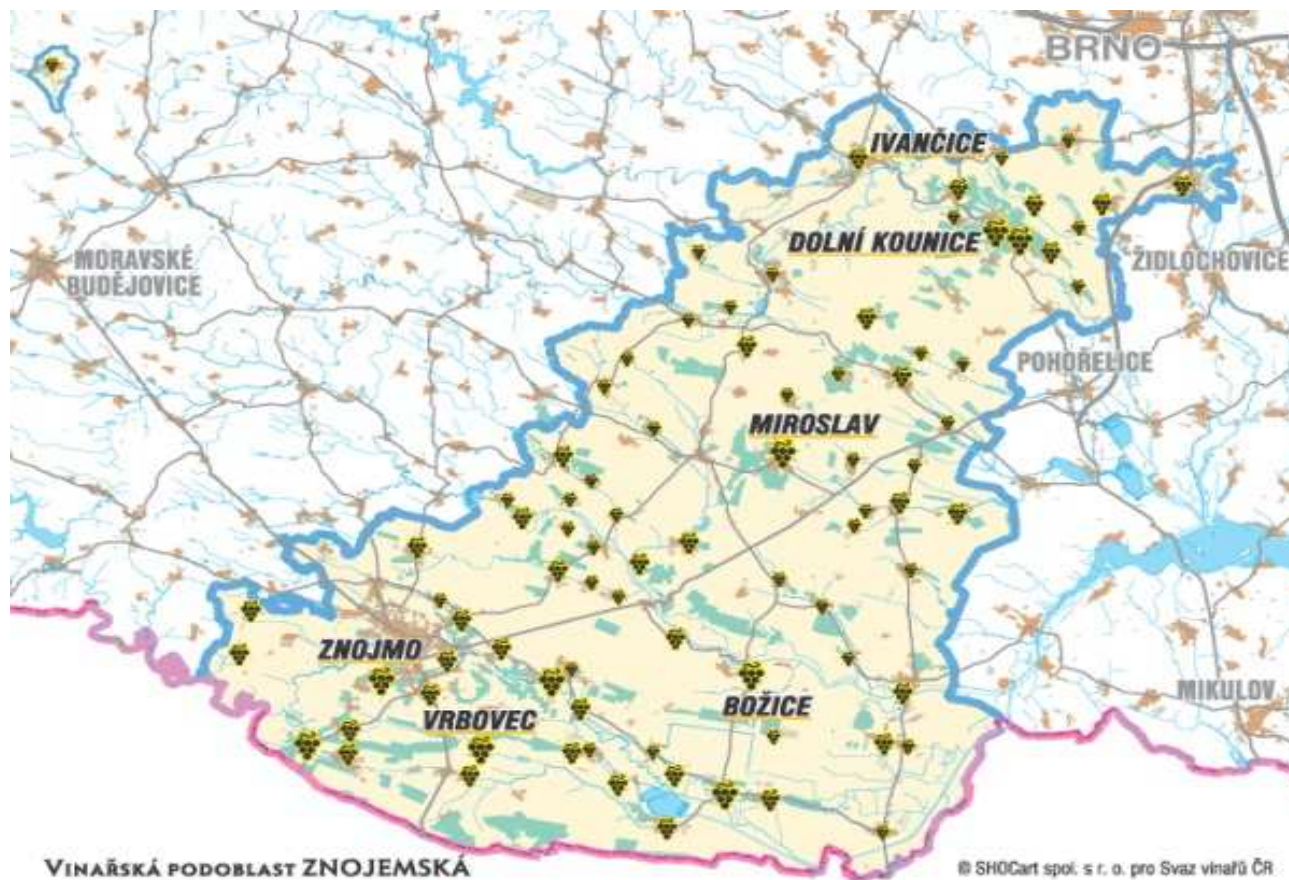 BRNO
IVANČICE
DOLNÍ KOUNICE
ŽIDLOCHOVICE
MORAVSKÉ
BUDĚJOVICE
POHOŘELICE
MIROSLAV
ZNOJMO
MIKULOV
BOŽICE
VRBOVEC
VINAŘSKÁ PODOBLAST ZNOJEMSKÁ
© SHOCart spol. s r. o. pro Svaz vinařů ČR